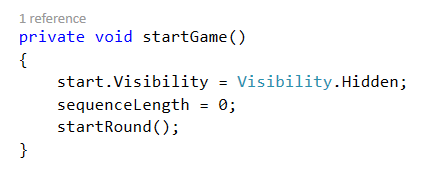 1 reference
private void startGame()
{
    start.Visibility = Visibility.Hidden;
    sequenceLength = 0;
    startRound();
}